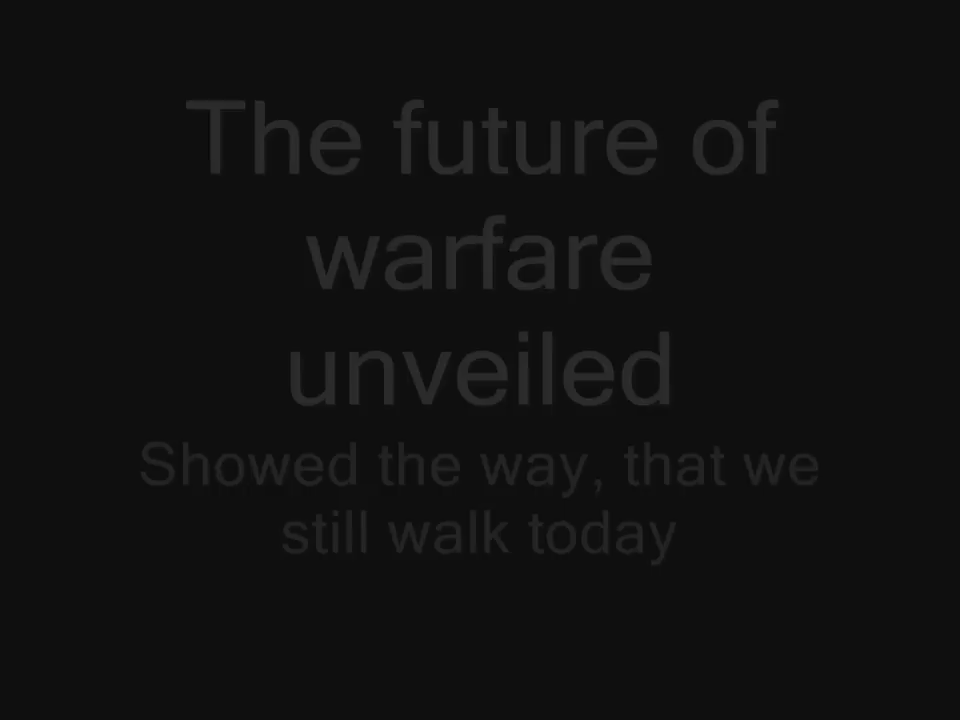 The future of
warfare
unveiled
Showed the way, that we
still walk today